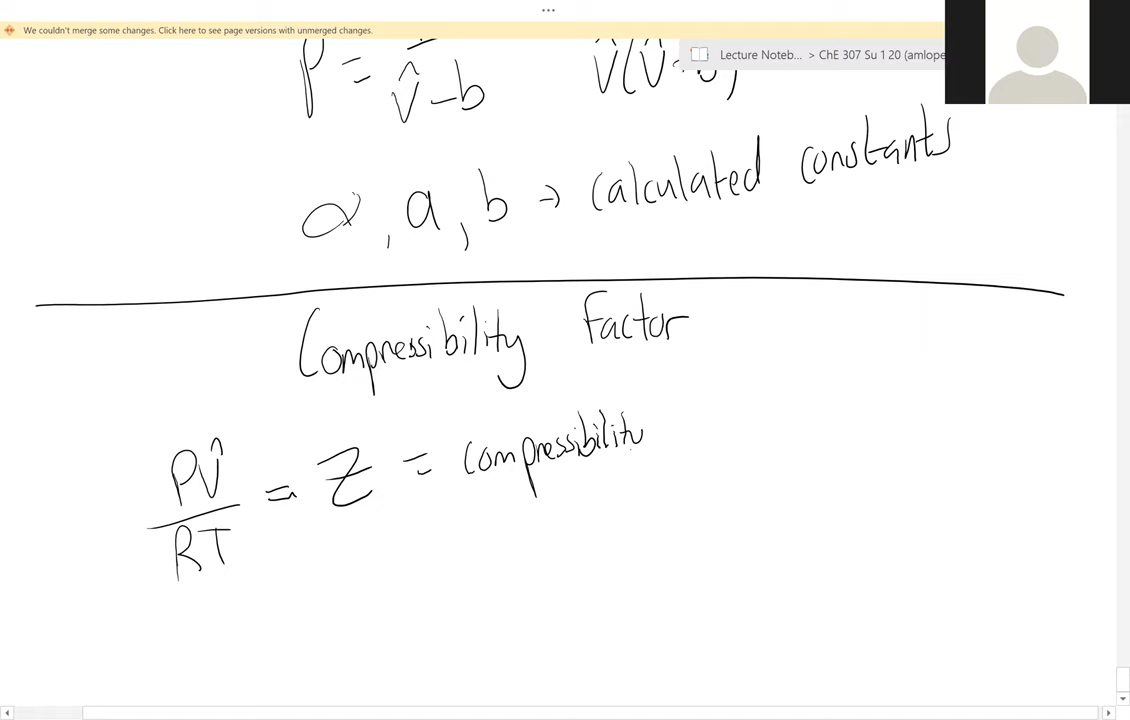 ...
We couldn't merge some changes. Click here to see page versions with unmerged changes.
Lecture Noteb... > ChE 307 Su 1 20 (amlope
P = V̂ - b V̂(V̂
α, a, b → calculated constants
Compressibility Factor
PV̂/RT = Z = compressibility